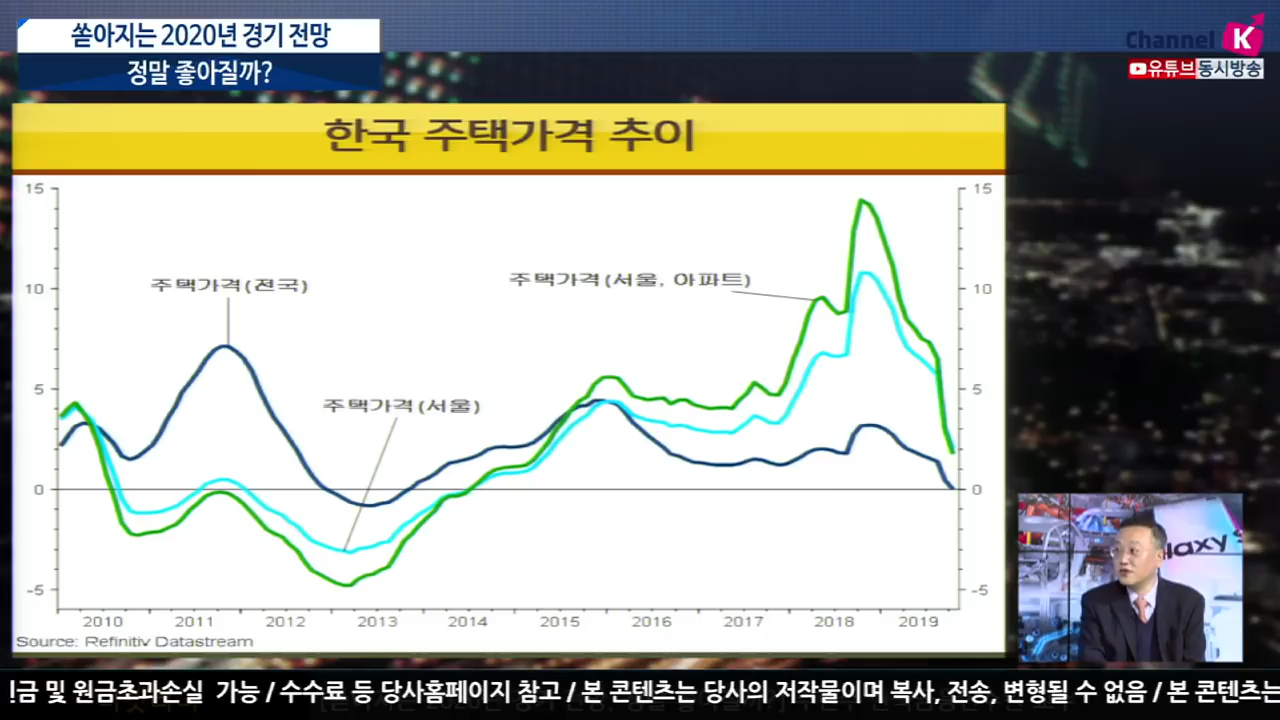 쏟아지는 2020년 경기 전망
정말 좋아질까?
Channel K
유튜브 동시방송
한국 주택가격 추이
15
15
주택가격(전국)
주택가격(서울, 아파트)
10
10
5
5
주택가격(서울)
0
0
-5
-5
2010 2011 2012 2013 2014 2015 2016 2017 2018 2019
Source: Refinitiv Datastream
laxy
금 및 원금초과손실 가능 / 수수료 등 당사홈페이지 참고 / 본 콘텐츠는 당사의 저작물이며 복사, 전송, 변형될 수 없음 / 본 콘텐츠는